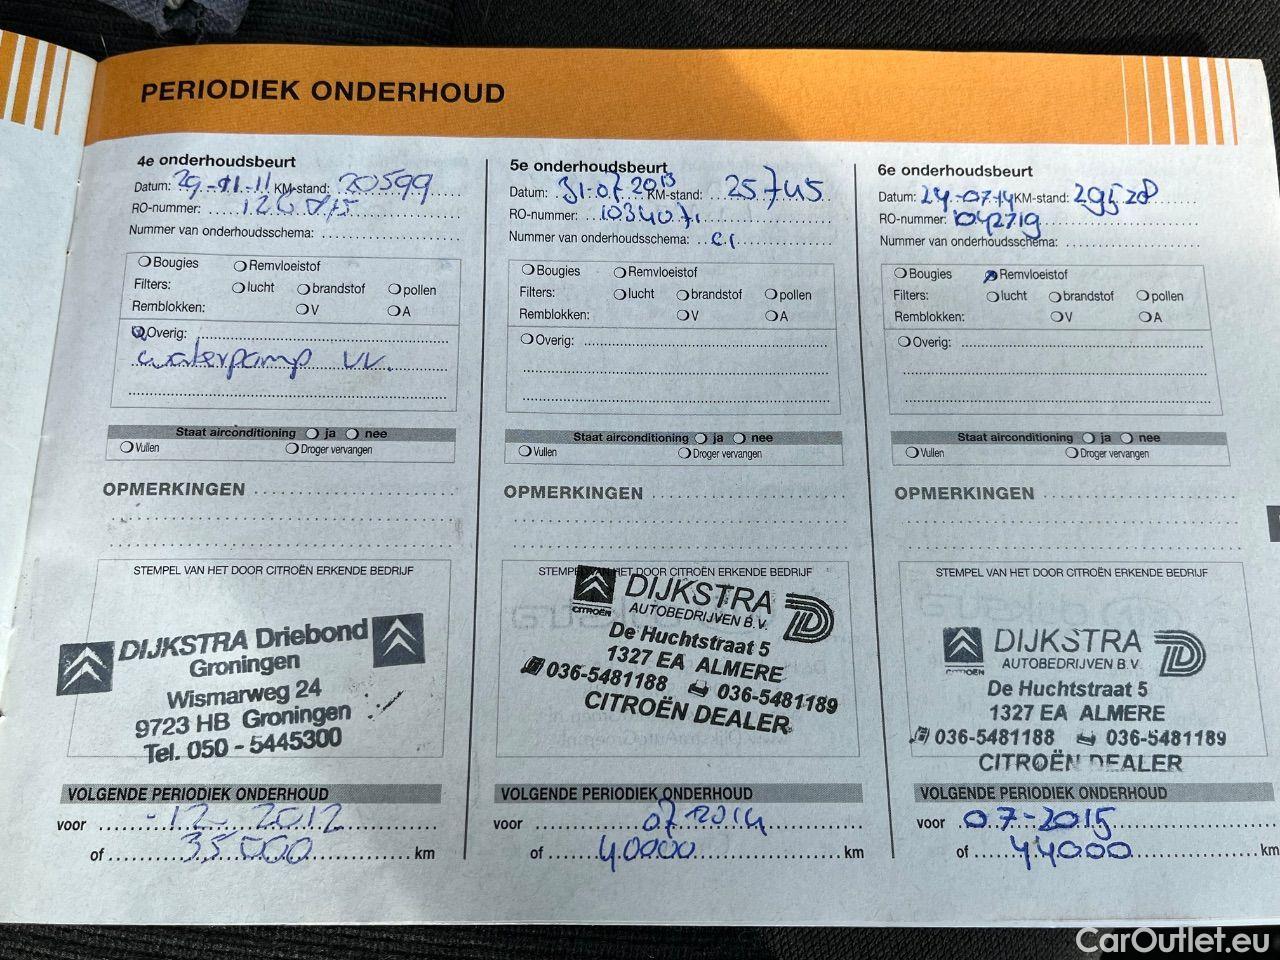 PERIODIEK ONDERHOUD
4e onderhoudsbeurt
Datum: 29-11-11 KM-stand: 20599
RO-nummer:
Nummer van onderhoudsschema:
Bougies Remvloeistof
Filters: lucht brandstof pollen
Remblokken: V A
Overig:
waterpomp vv.
Staat airconditioning ja nee
Vullen Droger vervangen
OPMERKINGEN
STEMPEL VAN HET DOOR CITROËN ERKENDE BEDRIJF
DIJKSTRA Driebond
Groningen
Wismarweg 24
9723 HB Groningen
Tel. 050 - 5445300
VOLGENDE PERIODIEK ONDERHOUD
voor -12-2012
of 35000 km
5e onderhoudsbeurt
Datum: 31-07-2013 KM-stand: 25745
RO-nummer: 1034071
Nummer van onderhoudsschema: C1
Bougies Remvloeistof
Filters: lucht brandstof pollen
Remblokken: V A
Overig:
Staat airconditioning ja nee
Vullen Droger vervangen
OPMERKINGEN
STEMPEL VAN HET DOOR CITROËN ERKENDE BEDRIJF
CITROËN DIJKSTRA D
AUTOBEDRIJVEN B.V.
De Huchtstraat 5
1327 EA ALMERE
036-5481188 036-5481189
CITROËN DEALER
VOLGENDE PERIODIEK ONDERHOUD
voor 07 2014
of 40000 km
6e onderhoudsbeurt
Datum: 24-07-14 KM-stand: 29528
RO-nummer: 1042719
Nummer van onderhoudsschema:
Bougies Remvloeistof
Filters: lucht brandstof pollen
Remblokken: V A
Overig:
Staat airconditioning ja nee
Vullen Droger vervangen
OPMERKINGEN
STEMPEL VAN HET DOOR CITROËN ERKENDE BEDRIJF
CITROËN DIJKSTRA D
AUTOBEDRIJVEN B.V.
De Huchtstraat 5
1327 EA ALMERE
036-5481188 036-5481189
CITROËN DEALER
VOLGENDE PERIODIEK ONDERHOUD
voor 07-2015
of 44000 km
CarOutlet.eu